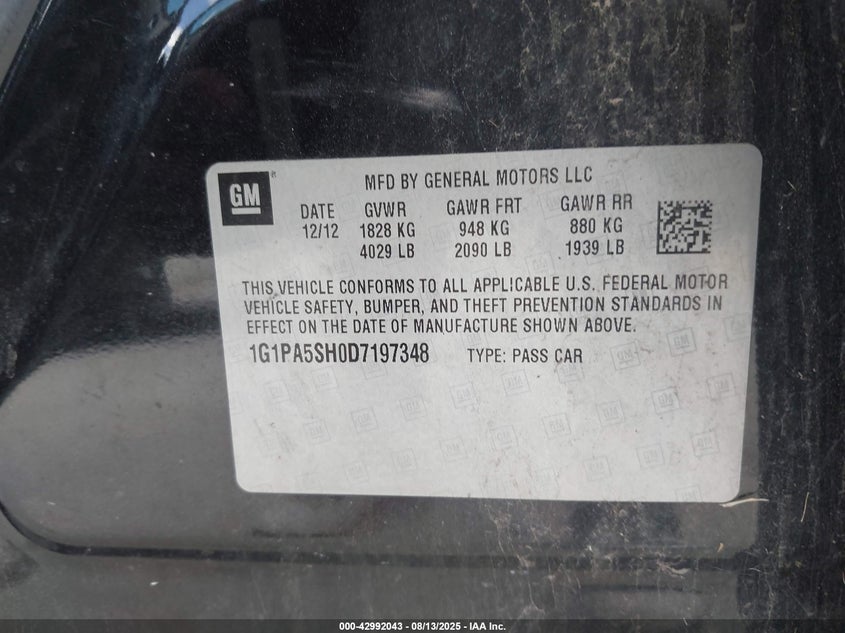 GM
MFD BY GENERAL MOTORS LLC
DATE GVWR GAWR FRT GAWR RR
12/12 1828 KG 948 KG 880 KG
4029 LB 2090 LB 1939 LB
THIS VEHICLE CONFORMS TO ALL APPLICABLE U.S. FEDERAL MOTOR
VEHICLE SAFETY, BUMPER, AND THEFT PREVENTION STANDARDS IN
EFFECT ON THE DATE OF MANUFACTURE SHOWN ABOVE.
1G1PA5SH0D7197348 TYPE: PASS CAR
000-42992043 - 08/13/2025 - IAA Inc.